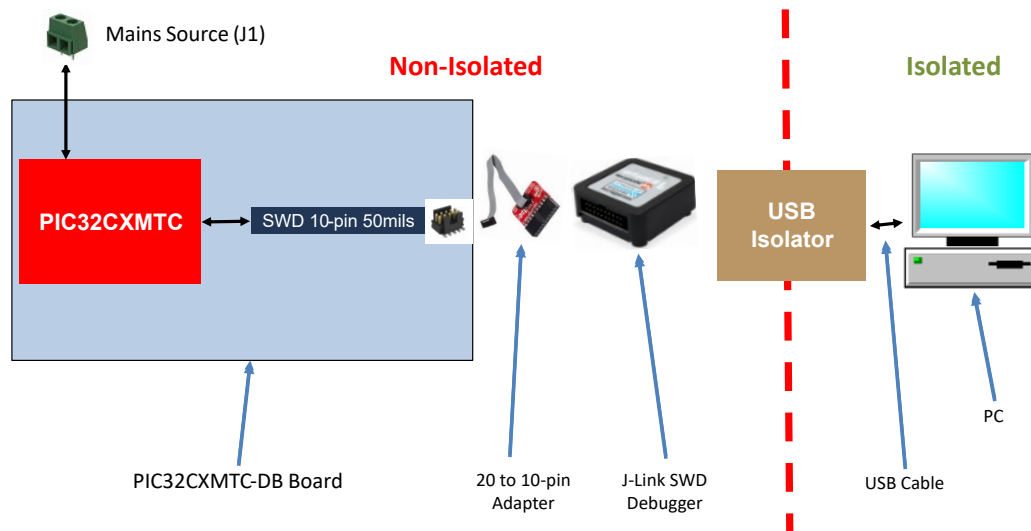 Mains Source (J1)
Non-Isolated
Isolated
PIC32CXMTC
SWD 10-pin 50mils
USB
Isolator
PIC32CXMTC-DB Board
20 to 10-pin
Adapter
J-Link SWD
Debugger
USB Cable
PC